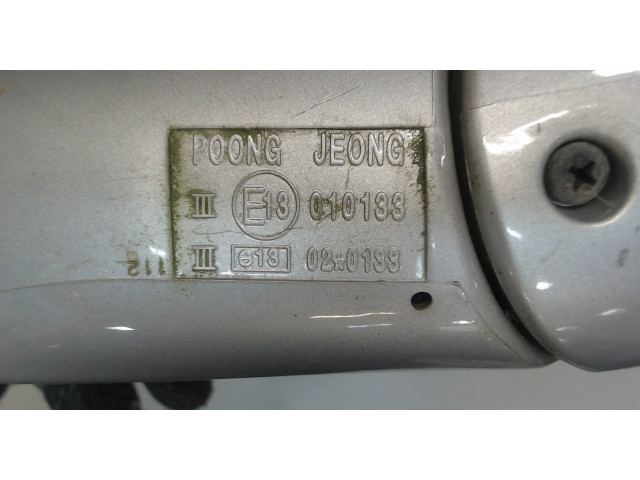 POONG JEONG
III E13 010133
III e13 02*0133
112